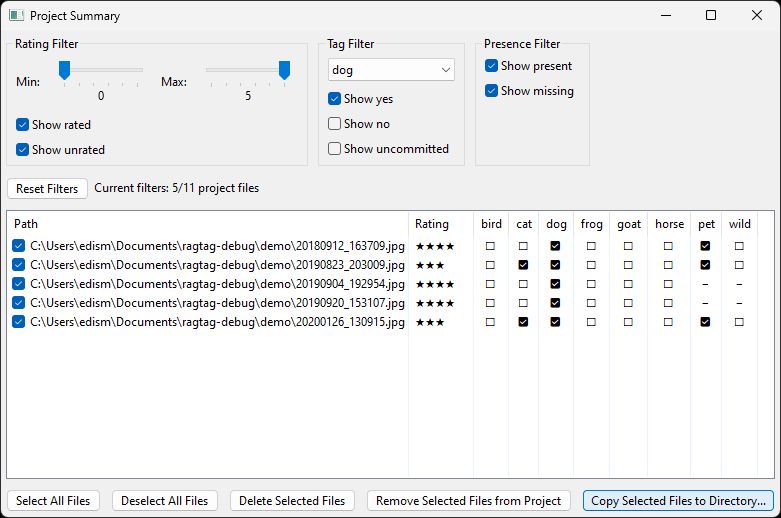 Project Summary
Rating Filter
Min:
0
Max:
5
Show rated
Show unrated
Tag Filter
dog
Show yes
Show no
Show uncommitted
Presence Filter
Show present
Show missing
Reset Filters Current filters: 5/11 project files
Path Rating bird cat dog frog goat horse pet wild
C:\Users\edism\Documents\ragtag-debug\demo\20180912_163709.jpg ★★★★
C:\Users\edism\Documents\ragtag-debug\demo\20190823_203009.jpg ★★★
C:\Users\edism\Documents\ragtag-debug\demo\20190904_192954.jpg ★★★★ – –
C:\Users\edism\Documents\ragtag-debug\demo\20190920_153107.jpg ★★★★ – –
C:\Users\edism\Documents\ragtag-debug\demo\20200126_130915.jpg ★★★
Select All Files Deselect All Files Delete Selected Files Remove Selected Files from Project Copy Selected Files to Directory...